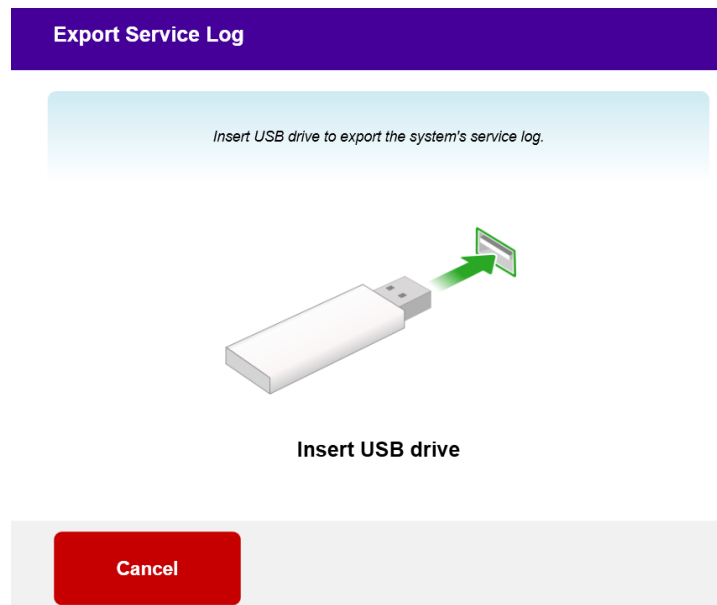 Export Service Log
Insert USB drive to export the system's service log.
Insert USB drive
Cancel